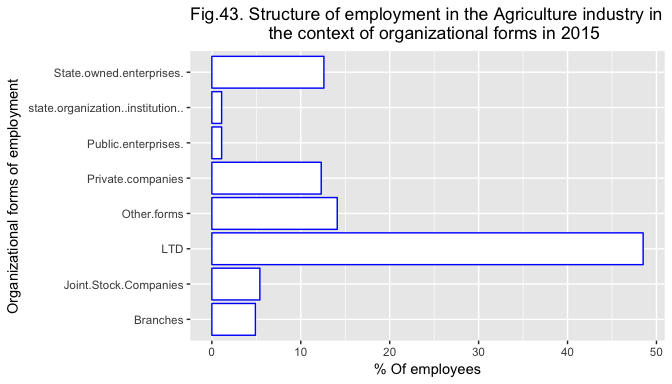 Fig.43. Structure of employment in the Agriculture industry in
the context of organizational forms in 2015
Organizational forms of employment
State.owned.enterprises.
state.organization..institution..
Public.enterprises.
Private.companies
Other.forms
LTD
Joint.Stock.Companies
Branches
0 10 20 30 40 50
% Of employees